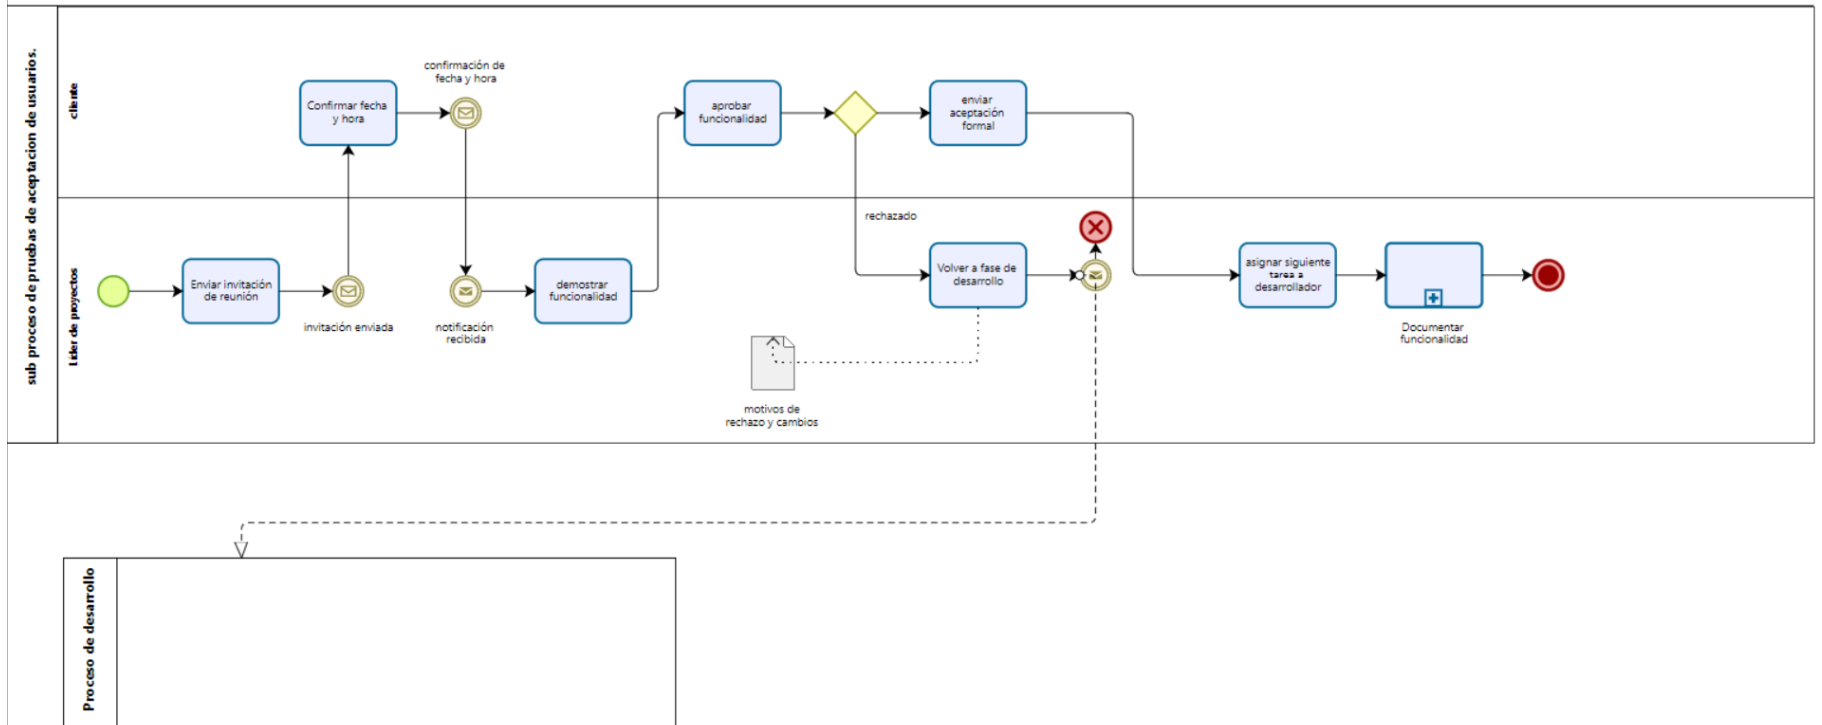 sub proceso de pruebas de aceptacion de usuarios.
cliente
Confirmar fecha
y hora
confirmación de
fecha y hora
aprobar
funcionalidad
enviar
aceptación
formal
Lider de proyectos
Enviar invitación
de reunión
invitación enviada
notificación
recibida
demostrar
funcionalidad
rechazado
Volver a fase de
desarrollo
motivos de
rechazo y cambios
asignar siguiente
tarea a
desarrollador
Documentar
funcionalidad
Proceso de desarrollo